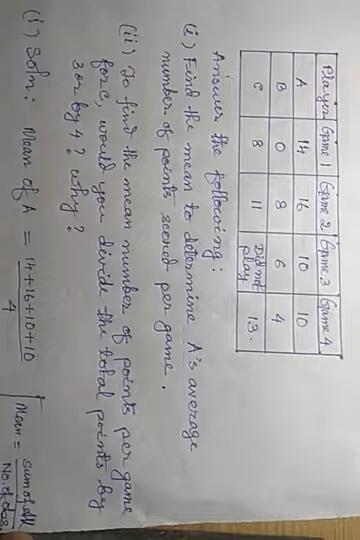 Player Game 1 Game 2 Game 3 Game 4
A 14 16 10 10
B 0 8 6 4
C 8 11 Did not play 13.
Answer the following:
(i) Find the mean to determine A's average
number of points scored per game.
(ii) To find the mean number of points per game
for C, would you divide the total points by
3 or by 4? Why?
(i) Soln: Mean of A = 14+16+10+10
4
Mean = sum of all
No. of obs.